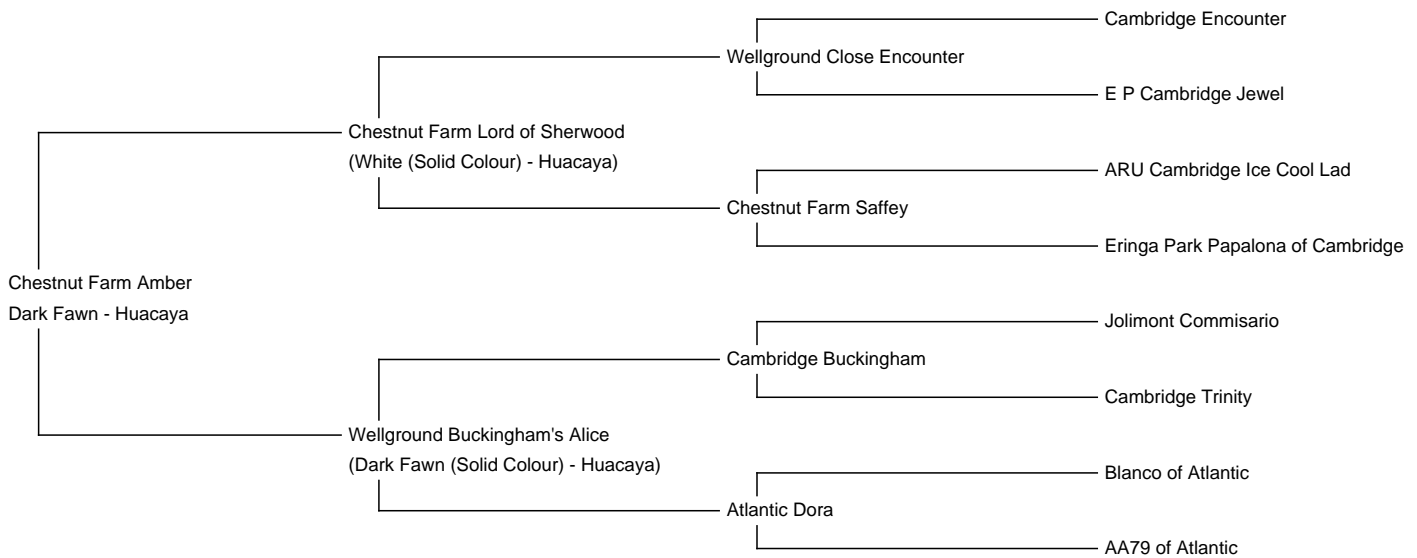 Cambridge Encounter
Wellground Close Encounter
E P Cambridge Jewel
Chestnut Farm Lord of Sherwood
(White (Solid Colour) - Huacaya)
ARU Cambridge Ice Cool Lad
Chestnut Farm Saffey
Eringa Park Papalona of Cambridge
Chestnut Farm Amber
Dark Fawn - Huacaya
Jolimont Commisario
Cambridge Buckingham
Cambridge Trinity
Wellground Buckingham's Alice
(Dark Fawn (Solid Colour) - Huacaya)
Blanco of Atlantic
Atlantic Dora
AA79 of Atlantic